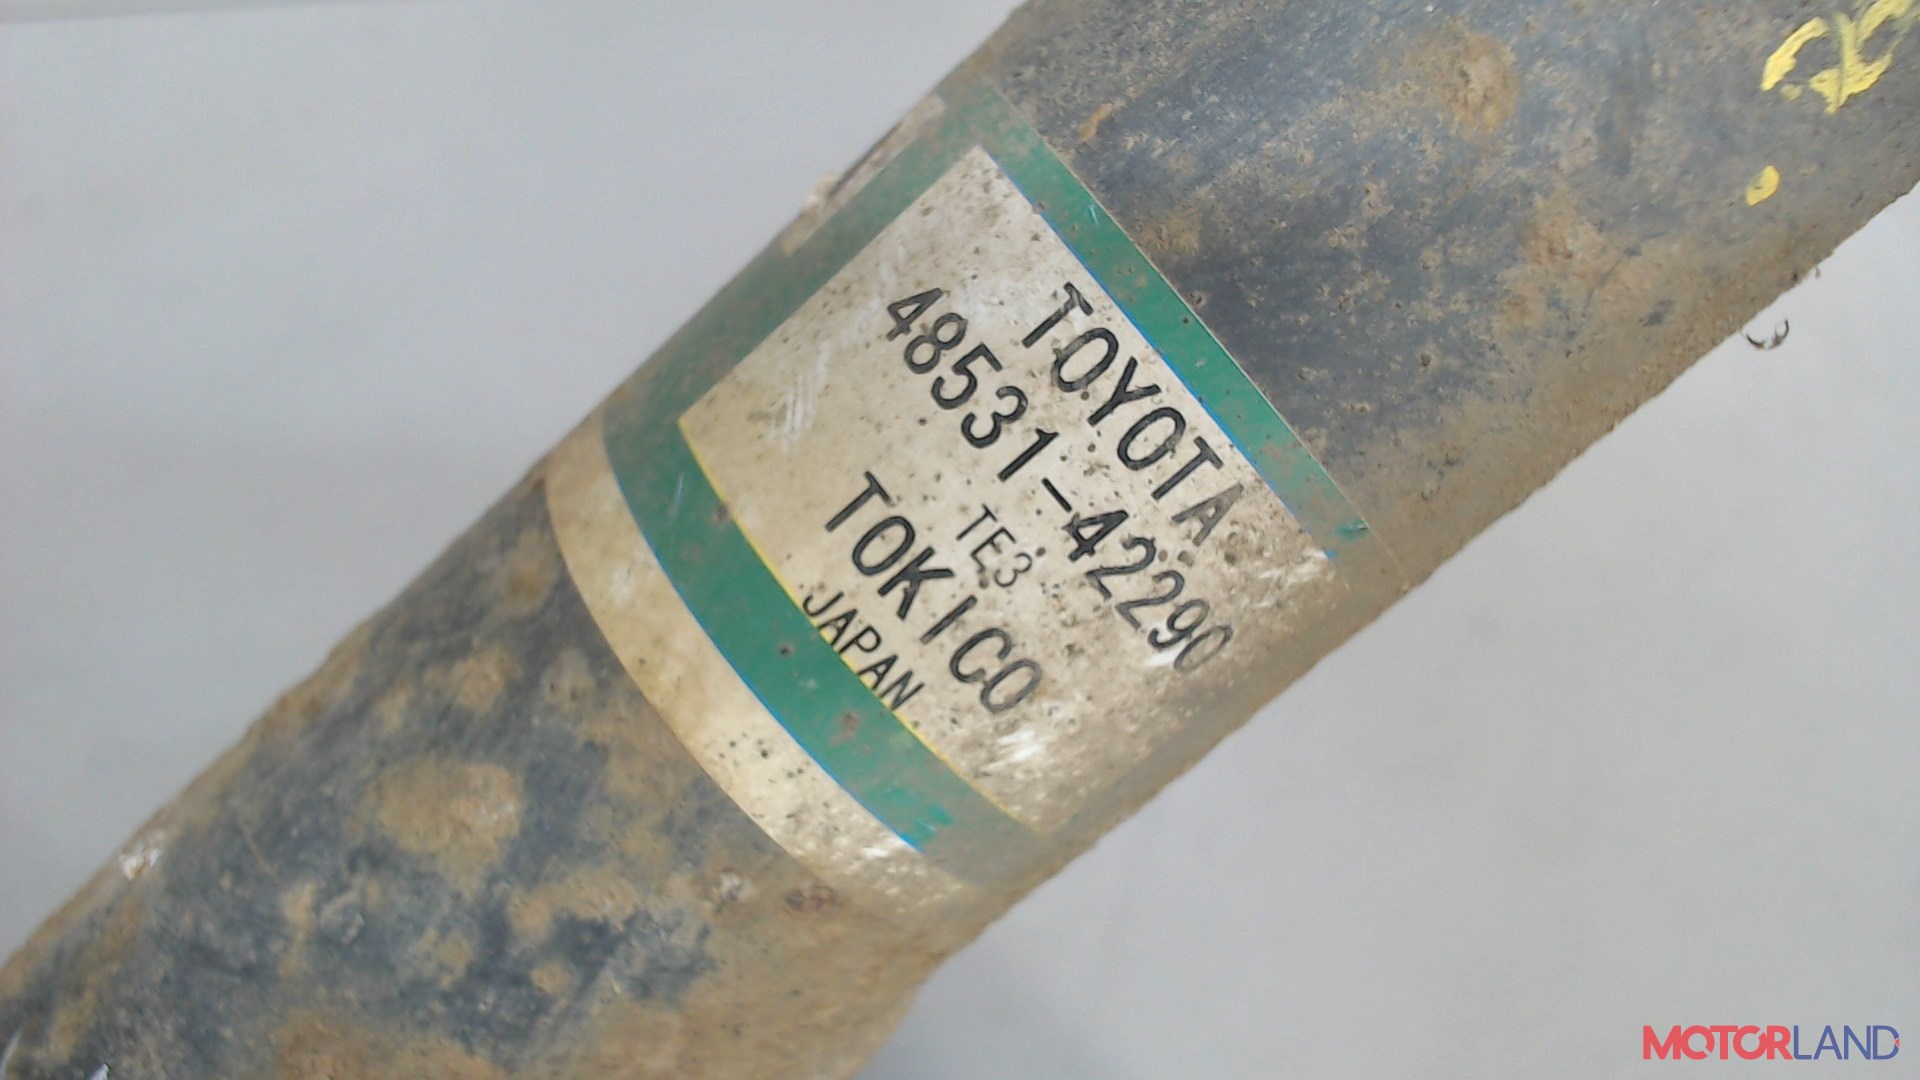 TOYOTA
48531-42290
TE3
TOKICO
JAPAN
MOTORLAND